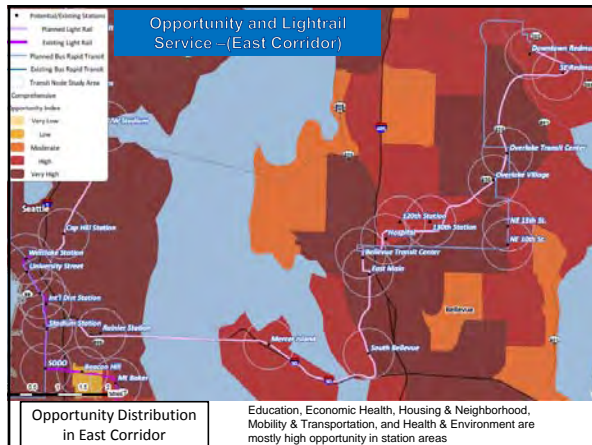 Opportunity and Lightrail
Service –(East Corridor)
Potential/Existing Stations
Planned Light Rail
Existing Light Rail
Planned Bus Rapid Transit
Existing Bus Rapid Transit
Transit Node Study Area
Comprehensive
Opportunity Index
Very Low
Low
Moderate
High
Very High
UW Stadium
Downtown Redmond
SE Redmond
Overlake Transit Center
Overlake Village
Seattle
Cap Hill Station
120th Station
130th Station
Hospital
NE 15th St.
NE 10th St.
Westlake Station
University Street
Bellevue Transit Center
East Main
Int'l Dist Station
Stadium Station
Rainier Station
Bellevue
Mercer Island
South Bellevue
SODO
Beacon Hill
Mt Baker
Opportunity Distribution
in East Corridor
Education, Economic Health, Housing & Neighborhood,
Mobility & Transportation, and Health & Environment are
mostly high opportunity in station areas